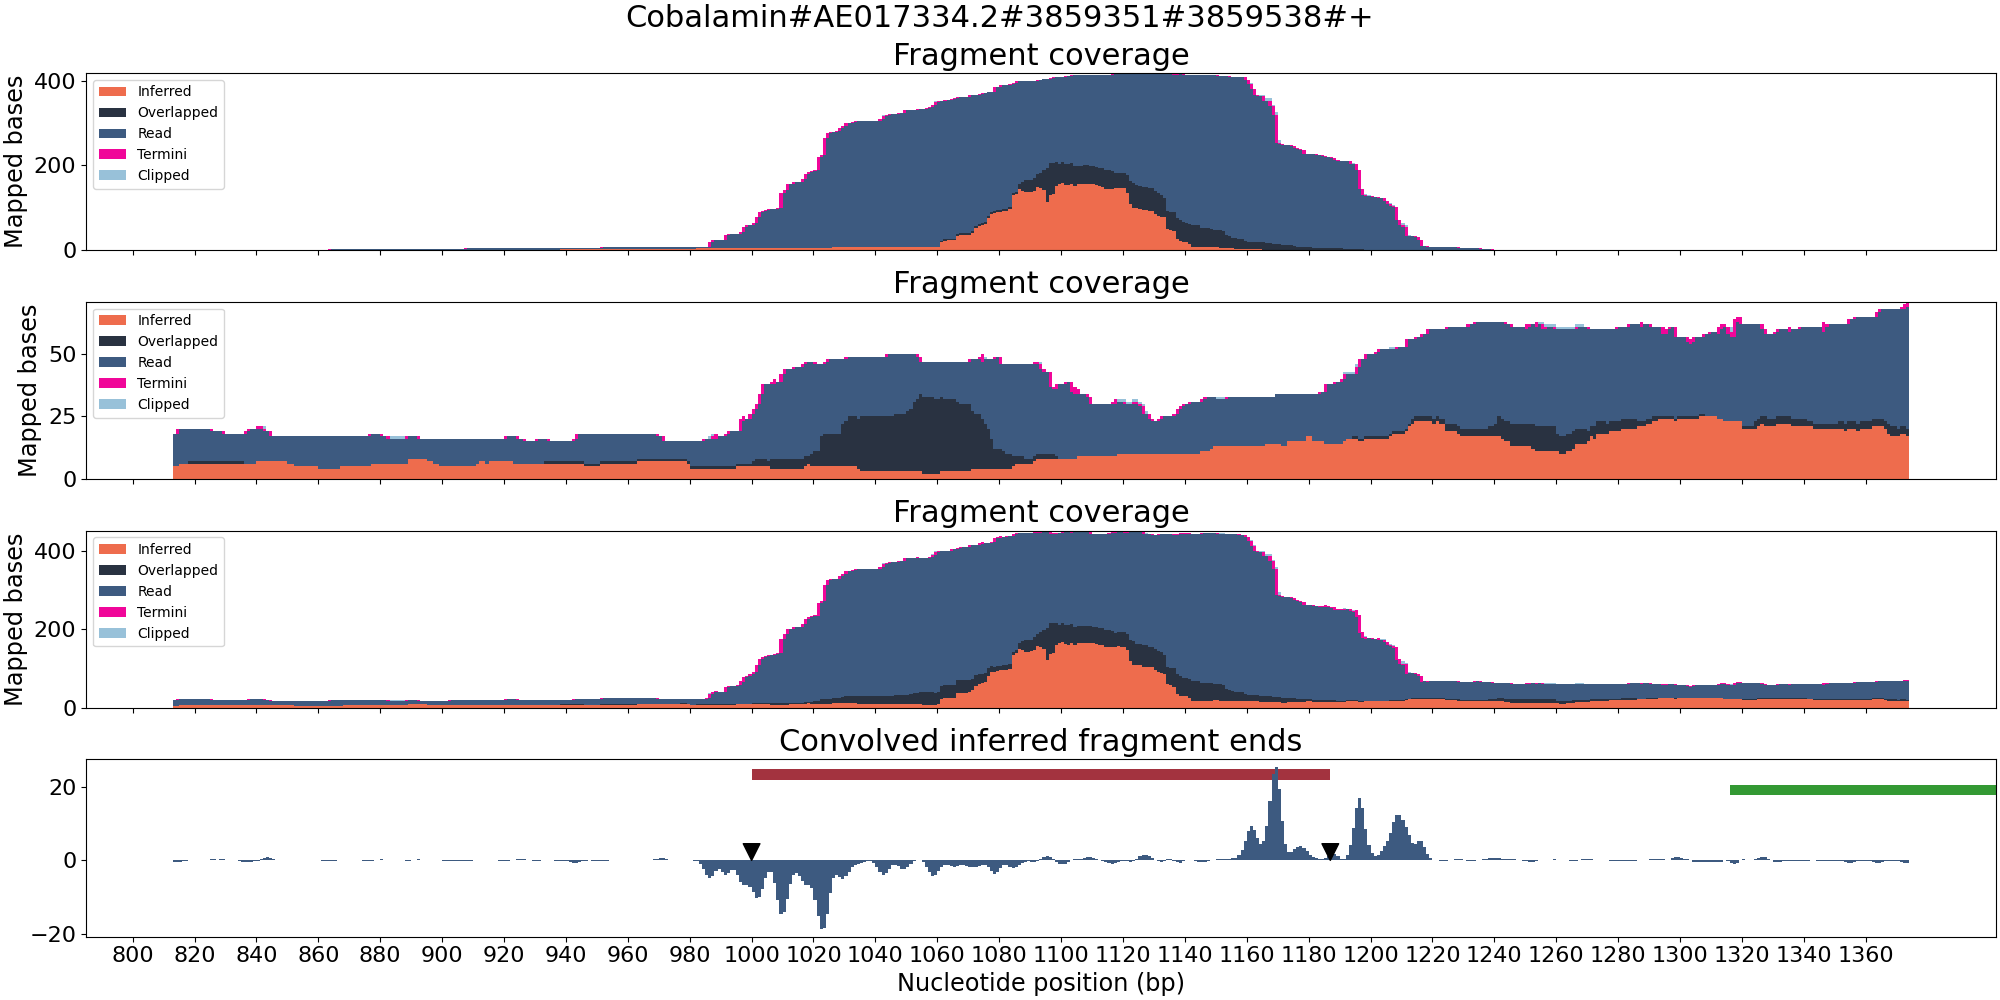 Cobalamin#AE017334.2#3859351#3859538#+
Fragment coverage
Mapped bases
400
200
0
Inferred
Overlapped
Read
Termini
Clipped
Fragment coverage
Mapped bases
50
25
0
Inferred
Overlapped
Read
Termini
Clipped
Fragment coverage
Mapped bases
400
200
0
Inferred
Overlapped
Read
Termini
Clipped
Convolved inferred fragment ends
20
0
−20
800 820 840 860 880 900 920 940 960 980 1000 1020 1040 1060 1080 1100 1120 1140 1160 1180 1200 1220 1240 1260 1280 1300 1320 1340 1360
Nucleotide position (bp)